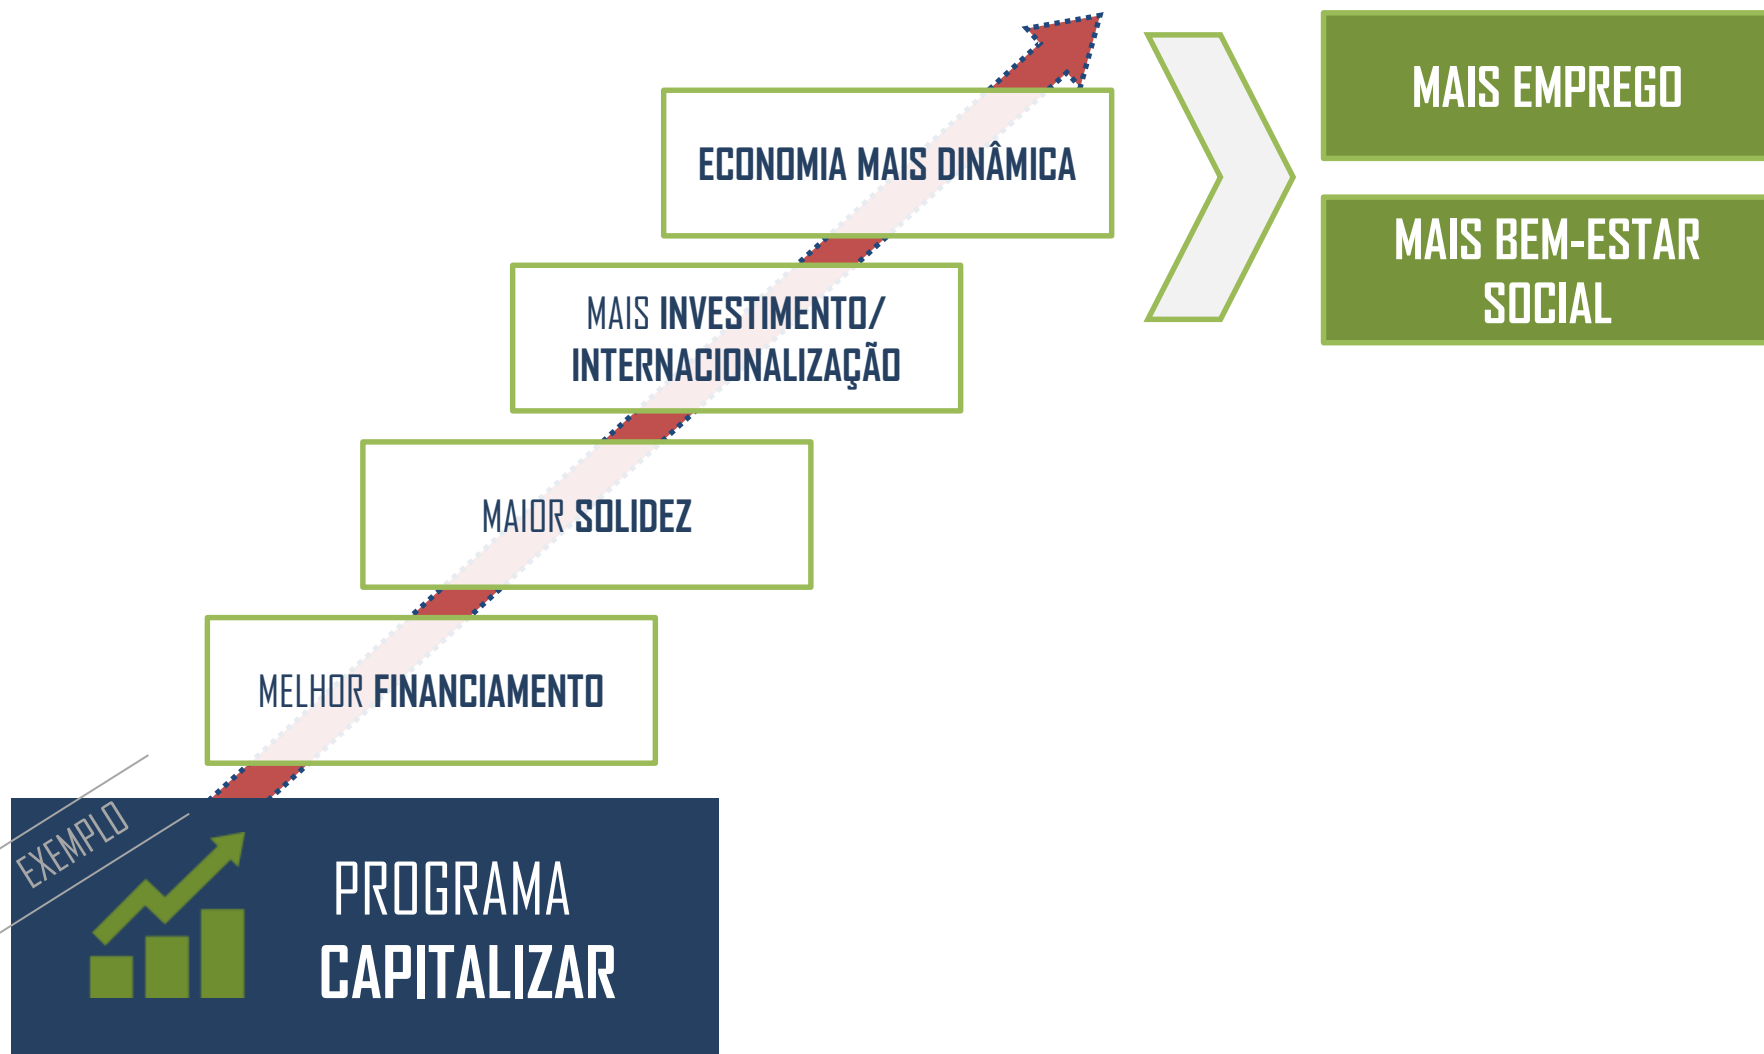 MAIS EMPREGO
ECONOMIA MAIS DINÂMICA
MAIS BEM-ESTAR
SOCIAL
MAIS INVESTIMENTO/
INTERNACIONALIZAÇÃO
MAIOR SOLIDEZ
MELHOR FINANCIAMENTO
EXEMPLO
PROGRAMA
CAPITALIZAR